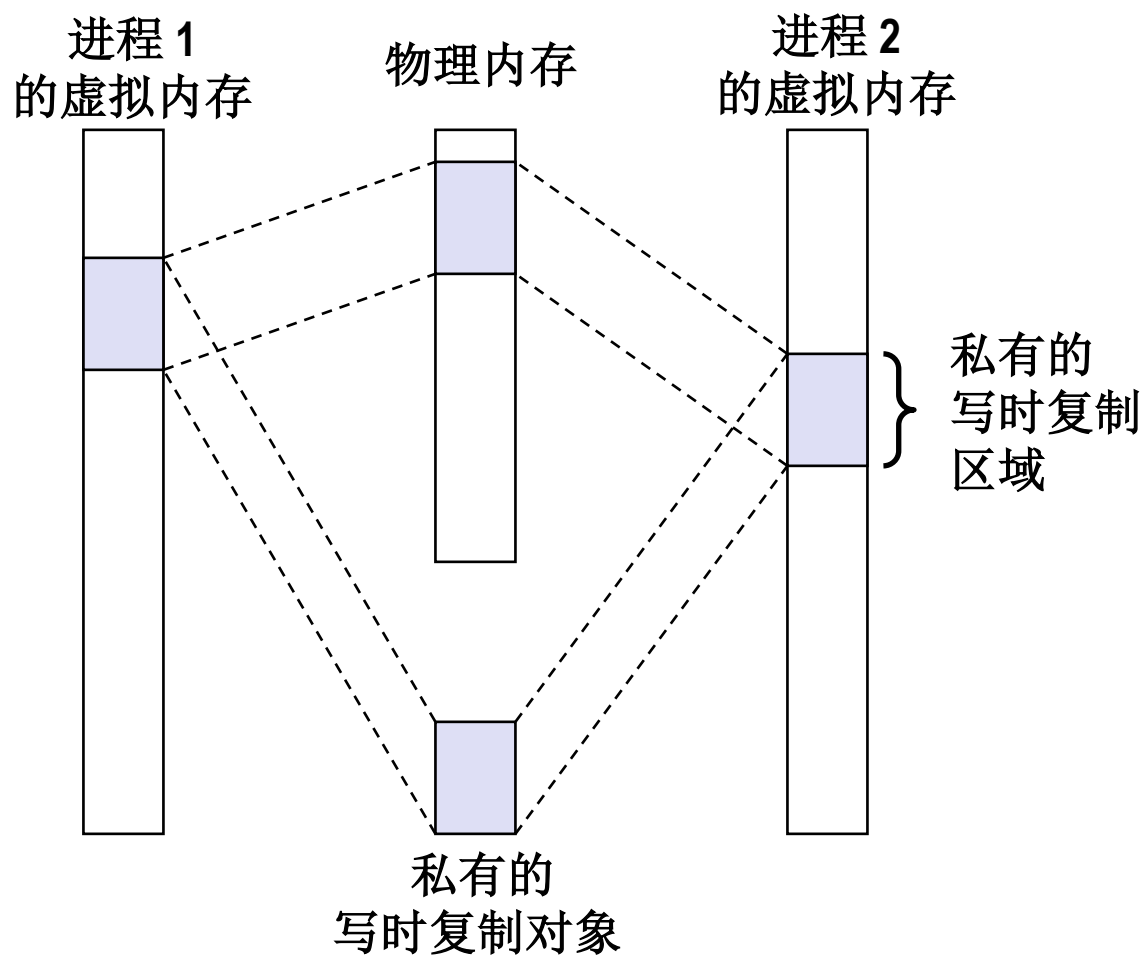 进程 1
的虚拟内存
物理内存
进程 2
的虚拟内存
私有的
写时复制
区域
私有的
写时复制对象